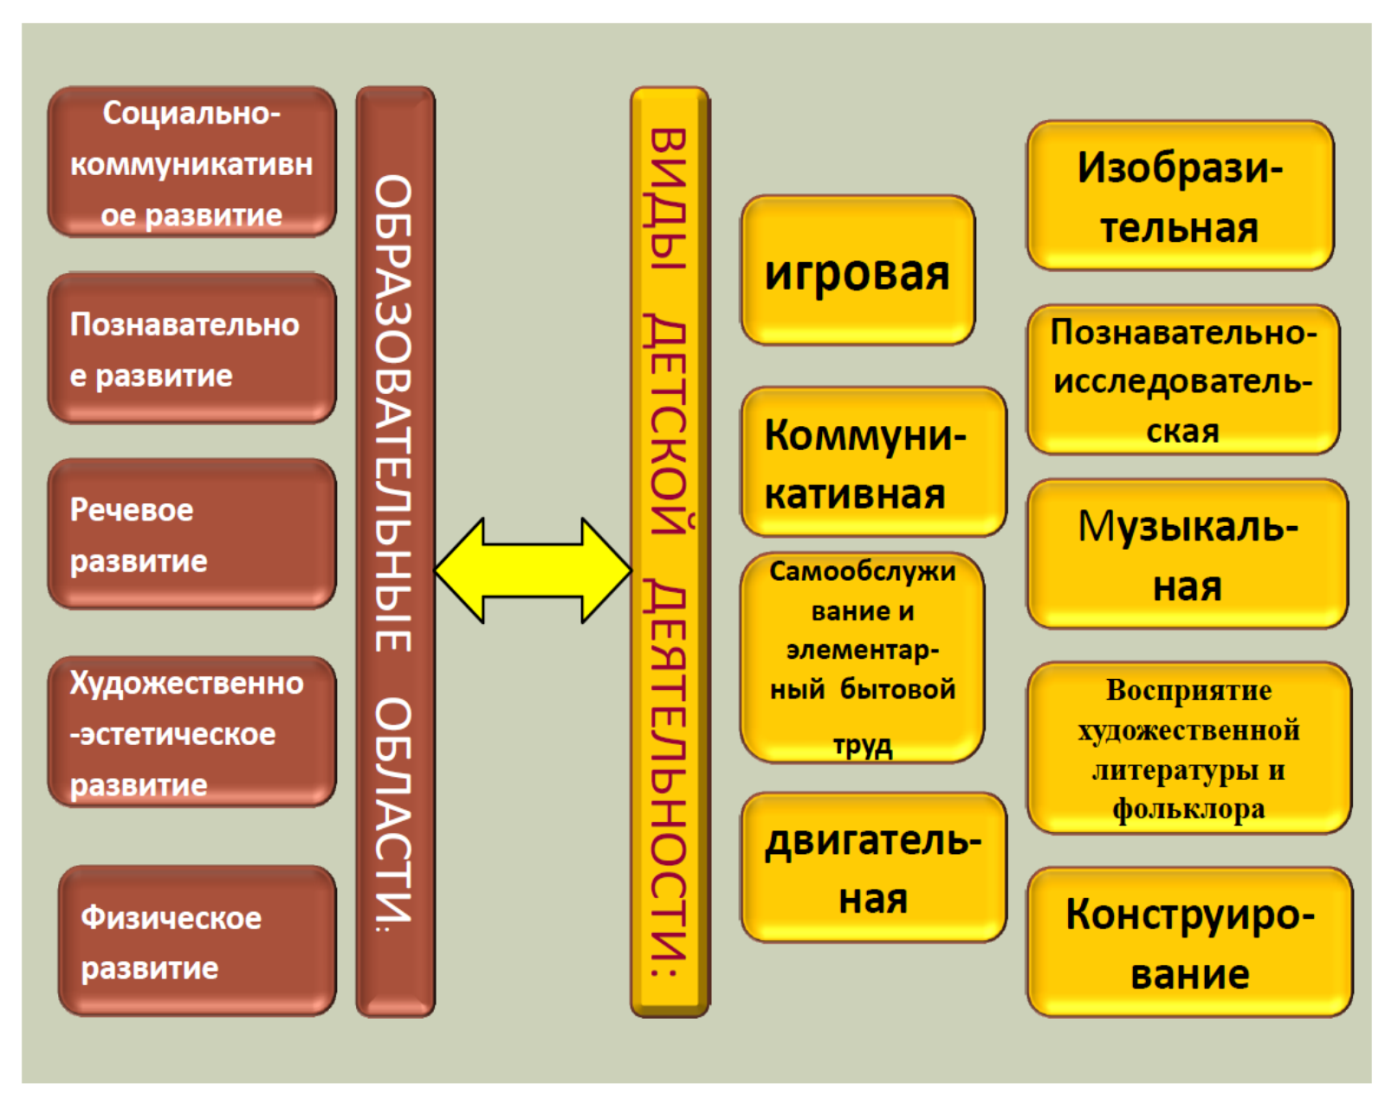 Социально-
коммуникативн
ое развитие
Познавательно
е развитие
Речевое
развитие
Художественно
-эстетическое
развитие
Физическое
развитие
ОБРАЗОВАТЕЛЬНЫЕ ОБЛАСТИ:
ВИДЫ ДЕТСКОЙ ДЕЯТЕЛЬНОСТИ:
игровая
Коммуни-
кативная
Самообслужи
вание и
элементар-
ный бытовой
труд
двигатель-
ная
Изобрази-
тельная
Познавательно-
исследователь-
ская
Музыкаль-
ная
Восприятие
художественной
литературы и
фольклора
Конструиро-
вание